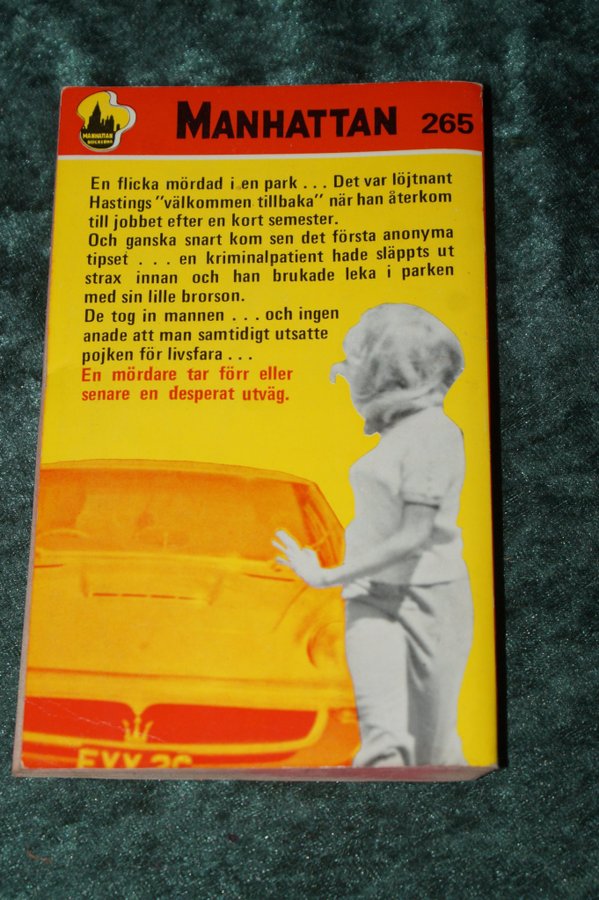 MANHATTAN
BÖCKERNA
MANHATTAN 265
En flicka mördad i en park . . . Det var löjtnant
Hastings "välkommen tillbaka" när han återkom
till jobbet efter en kort semester.
Och ganska snart kom sen det första anonyma
tipset . . . en kriminalpatient hade släppts ut
strax innan och han brukade leka i parken
med sin lille brorson.
De tog in mannen . . . och ingen
anade att man samtidigt utsatte
pojken för livsfara . . .
En mördare tar förr eller
senare en desperat utväg.